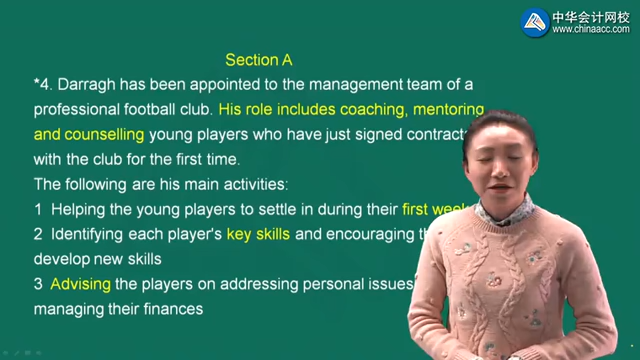 中华会计网校
www.chinaacc.com
Section A
*4. Darragh has been appointed to the management team of a
professional football club. His role includes coaching, mentoring
and counselling young players who have just signed
with the club for the first time.
The following are his main activities:
1 Helping the young players to settle in during their first
2 Identifying each player's key skills and encouraging
develop new skills
3 Advising the players on addressing personal issues
managing their finances